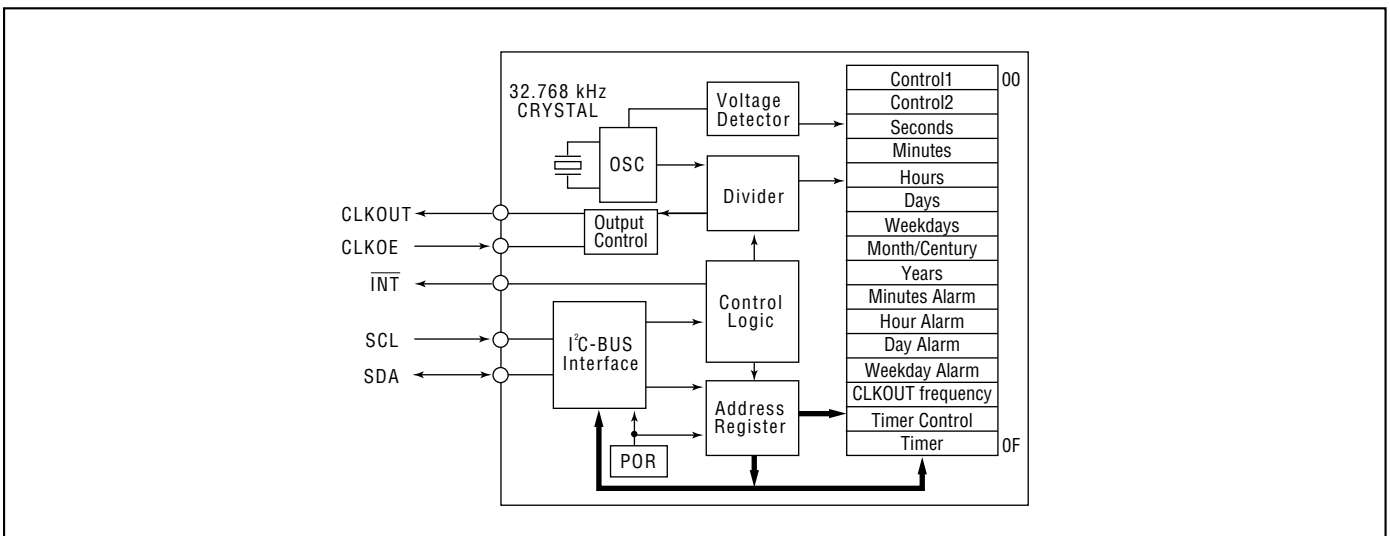 32.768 kHz
CRYSTAL
OSC
Voltage
Detector
Divider
Output
Control
Control
Logic
I²C-BUS
Interface
Address
Register
POR
CLKOUT
CLKOE
INT
SCL
SDA
Control1 00
Control2
Seconds
Minutes
Hours
Days
Weekdays
Month/Century
Years
Minutes Alarm
Hour Alarm
Day Alarm
Weekday Alarm
CLKOUT frequency
Timer Control
Timer 0F